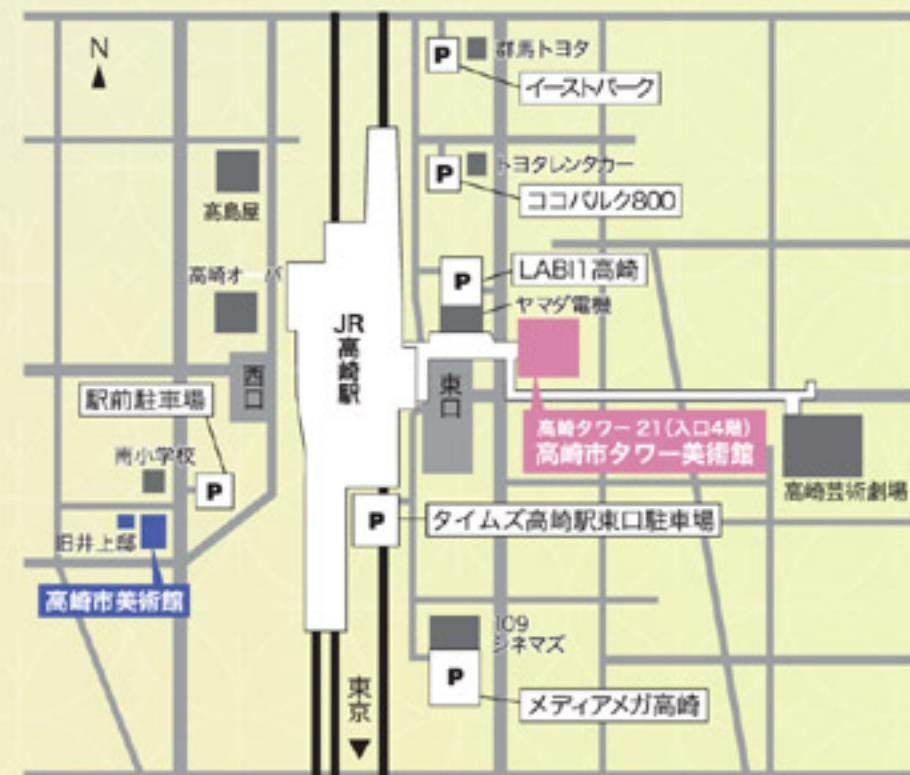 N
P
群馬トヨタ
イーストパーク
P
トヨタレンタカー
ココパルク800
髙島屋
高崎オーパ
P
LABI1高崎
ヤマダ電機
JR高崎駅
西口
東口
駅前駐車場
高崎タワー21(入口4階)
高崎市タワー美術館
南小学校
P
高崎芸術劇場
P
タイムズ高崎駅東口駐車場
旧井上邸
高崎市美術館
109
シネマズ
P
東京
メディアメガ高崎